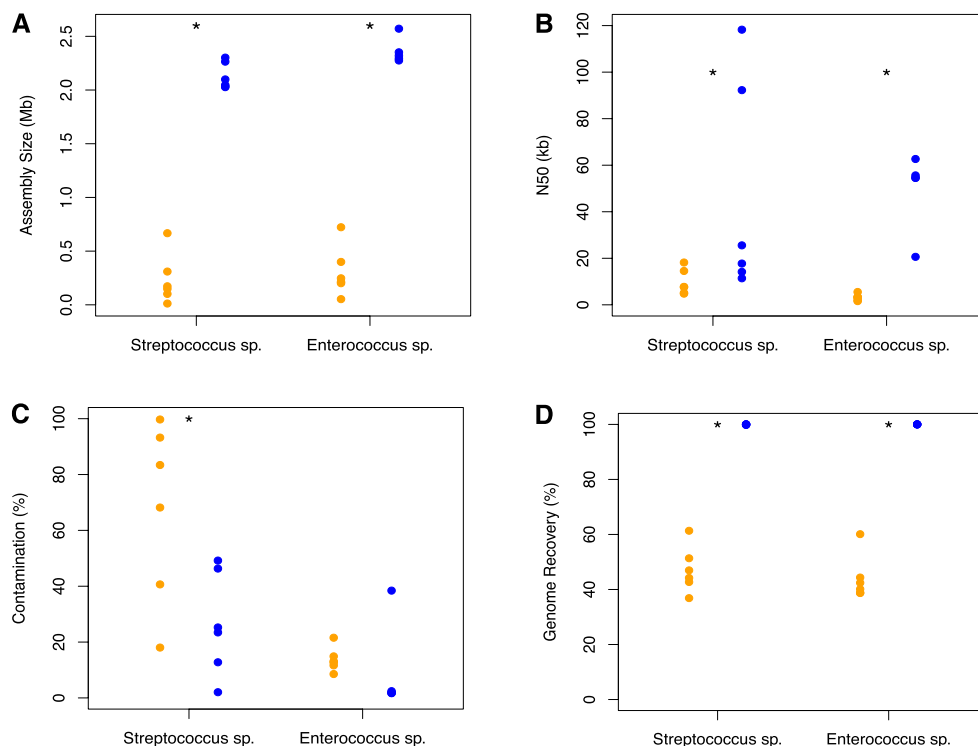 A
*
*
2.5
2.0
1.5
1.0
0.5
0.0
Assembly Size (Mb)
Streptococcus sp.
Enterococcus sp.
B
*
*
120
100
80
60
40
20
0
N50 (kb)
Streptococcus sp.
Enterococcus sp.
C
*
100
80
60
40
20
0
Contamination (%)
Streptococcus sp.
Enterococcus sp.
D
*
*
100
80
60
40
20
0
Genome Recovery (%)
Streptococcus sp.
Enterococcus sp.